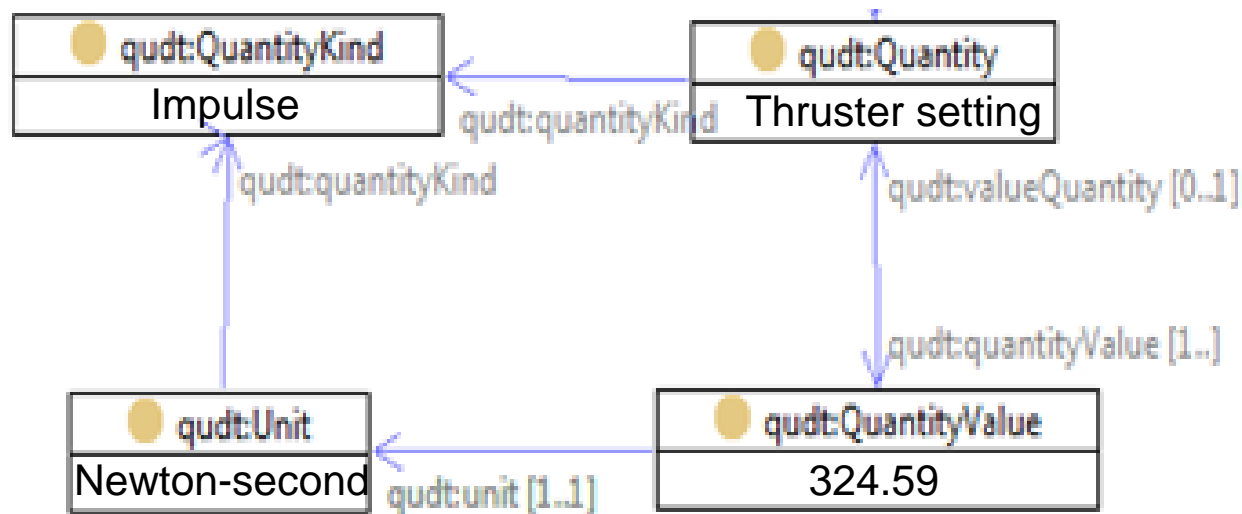 qudt:QuantityKind
Impulse
qudt:Quantity
Thruster setting
qudt:quantityKind
qudt:quantityKind
qudt:valueQuantity [0..1]
qudt:quantityValue [1..]
qudt:Unit
Newton-second
qudt:unit [1..1]
qudt:QuantityValue
324.59